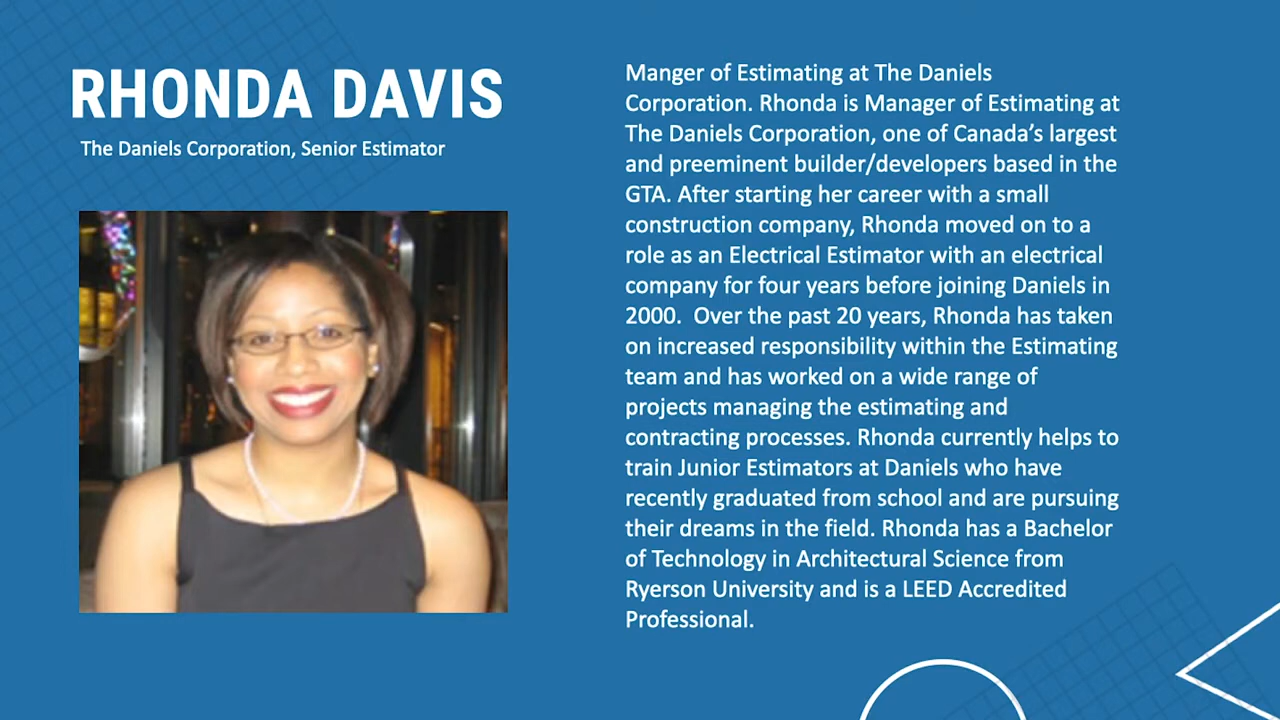 RHONDA DAVIS
The Daniels Corporation, Senior Estimator
Manger of Estimating at The Daniels
Corporation. Rhonda is Manager of Estimating at
The Daniels Corporation, one of Canada’s largest
and preeminent builder/developers based in the
GTA. After starting her career with a small
construction company, Rhonda moved on to a
role as an Electrical Estimator with an electrical
company for four years before joining Daniels in
2000.  Over the past 20 years, Rhonda has taken
on increased responsibility within the Estimating
team and has worked on a wide range of
projects managing the estimating and
contracting processes. Rhonda currently helps to
train Junior Estimators at Daniels who have
recently graduated from school and are pursuing
their dreams in the field. Rhonda has a Bachelor
of Technology in Architectural Science from
Ryerson University and is a LEED Accredited
Professional.